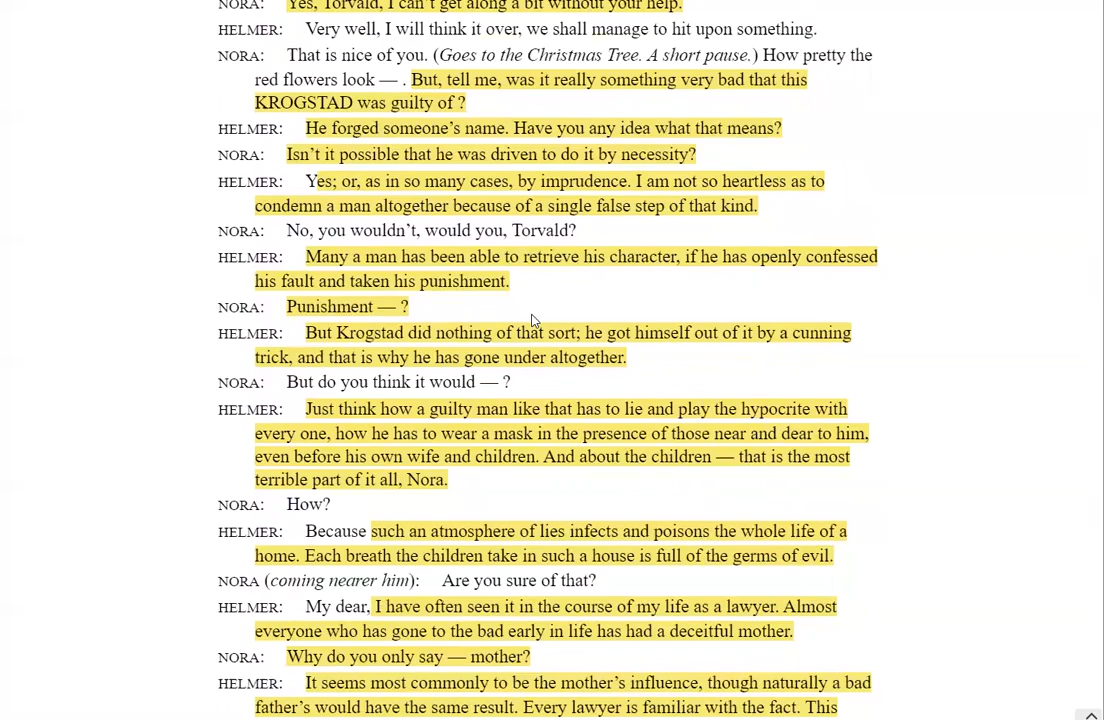 NORA: Yes, Torvald, I can't get along a bit without your help.
HELMER: Very well, I will think it over, we shall manage to hit upon something.
NORA: That is nice of you. (Goes to the Christmas Tree. A short pause.) How pretty the
red flowers look — . But, tell me, was it really something very bad that this
KROGSTAD was guilty of ?
HELMER: He forged someone's name. Have you any idea what that means?
NORA: Isn't it possible that he was driven to do it by necessity?
HELMER: Yes; or, as in so many cases, by imprudence. I am not so heartless as to
condemn a man altogether because of a single false step of that kind.
NORA: No, you wouldn't, would you, Torvald?
HELMER: Many a man has been able to retrieve his character, if he has openly confessed
his fault and taken his punishment.
NORA: Punishment — ?
HELMER: But Krogstad did nothing of that sort; he got himself out of it by a cunning
trick, and that is why he has gone under altogether.
NORA: But do you think it would — ?
HELMER: Just think how a guilty man like that has to lie and play the hypocrite with
every one, how he has to wear a mask in the presence of those near and dear to him,
even before his own wife and children. And about the children — that is the most
terrible part of it all, Nora.
NORA: How?
HELMER: Because such an atmosphere of lies infects and poisons the whole life of a
home. Each breath the children take in such a house is full of the germs of evil.
NORA (coming nearer him): Are you sure of that?
HELMER: My dear, I have often seen it in the course of my life as a lawyer. Almost
everyone who has gone to the bad early in life has had a deceitful mother.
NORA: Why do you only say — mother?
HELMER: It seems most commonly to be the mother's influence, though naturally a bad
father's would have the same result. Every lawyer is familiar with the fact. This